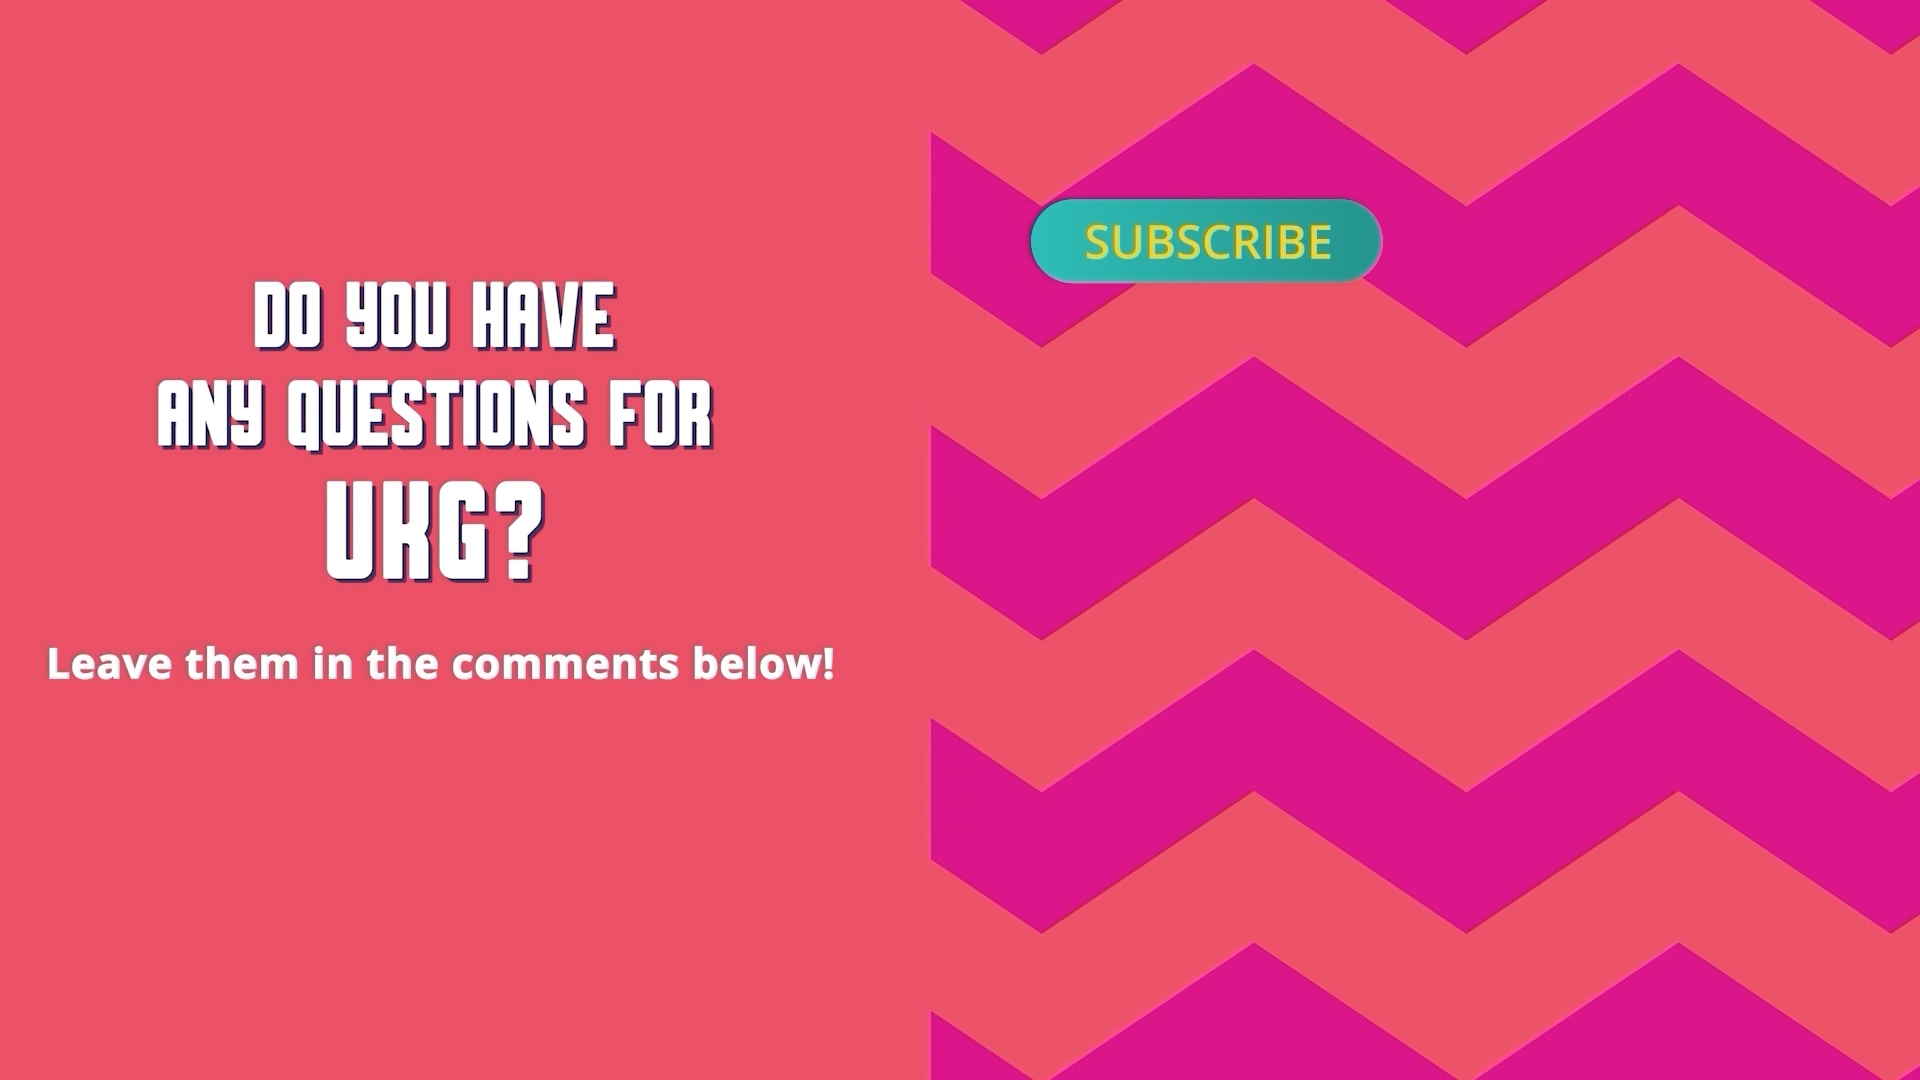 DO YOU HAVE
ANY QUESTIONS FOR
UKG?
Leave them in the comments below!
SUBSCRIBE